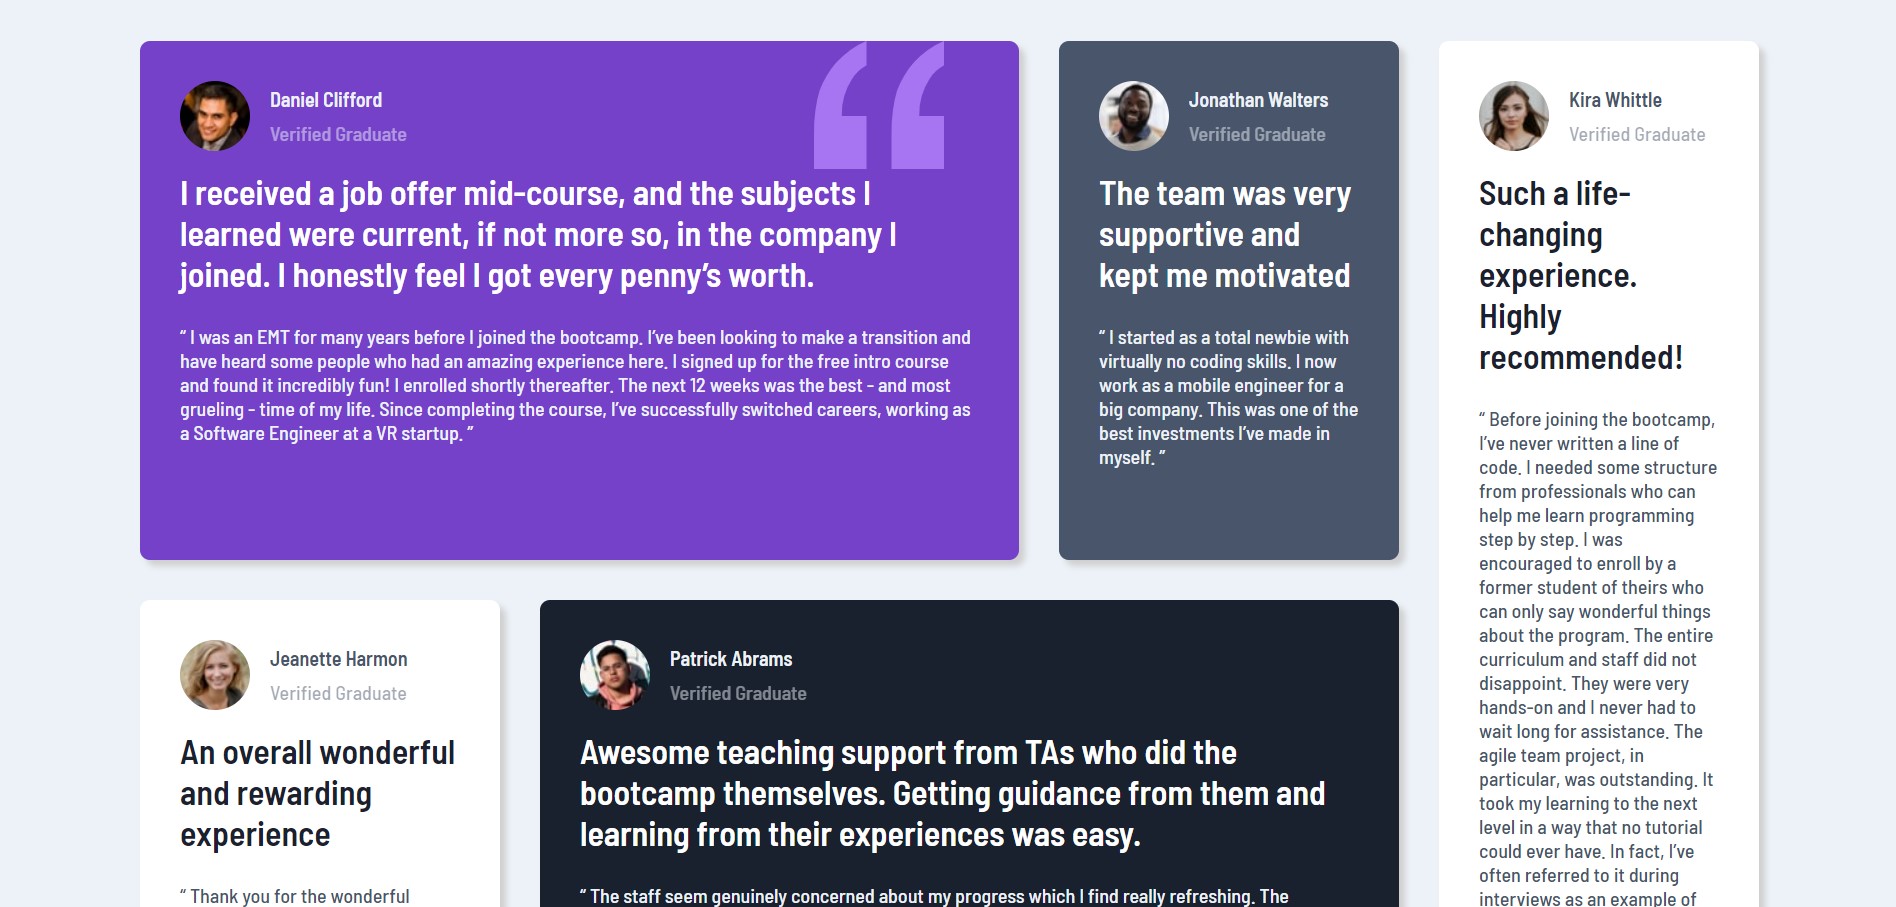 Daniel Clifford
Verified Graduate
I received a job offer mid-course, and the subjects I
learned were current, if not more so, in the company I
joined. I honestly feel I got every penny’s worth.
“ I was an EMT for many years before I joined the bootcamp. I’ve been looking to make a transition and
have heard some people who had an amazing experience here. I signed up for the free intro course
and found it incredibly fun! I enrolled shortly thereafter. The next 12 weeks was the best - and most
grueling - time of my life. Since completing the course, I’ve successfully switched careers, working as
a Software Engineer at a VR startup. ”
Jonathan Walters
Verified Graduate
The team was very
supportive and
kept me motivated
“ I started as a total newbie with
virtually no coding skills. I now
work as a mobile engineer for a
big company. This was one of the
best investments I’ve made in
myself. ”
Kira Whittle
Verified Graduate
Such a life-
changing
experience.
Highly
recommended!
“ Before joining the bootcamp,
I’ve never written a line of
code. I needed some structure
from professionals who can
help me learn programming
step by step. I was
encouraged to enroll by a
former student of theirs who
can only say wonderful things
about the program. The entire
curriculum and staff did not
disappoint. They were very
hands-on and I never had to
wait long for assistance. The
agile team project, in
particular, was outstanding. It
took my learning to the next
level in a way that no tutorial
could ever have. In fact, I’ve
often referred to it during
interviews as an example of
Jeanette Harmon
Verified Graduate
An overall wonderful
and rewarding
experience
“ Thank you for the wonderful
Patrick Abrams
Verified Graduate
Awesome teaching support from TAs who did the
bootcamp themselves. Getting guidance from them and
learning from their experiences was easy.
“ The staff seem genuinely concerned about my progress which I find really refreshing. The